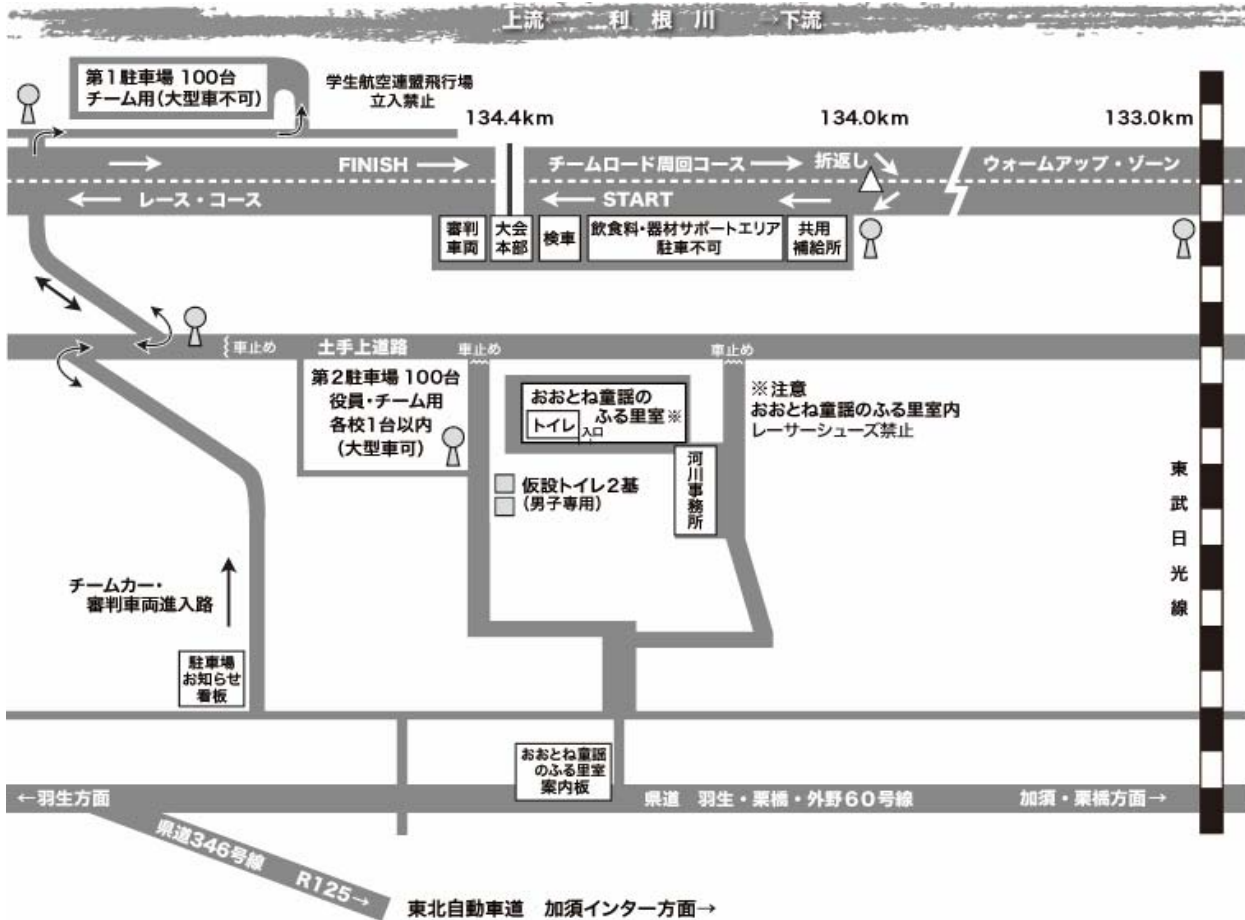 上流← 利根川 →下流
第1駐車場 100台
チーム用(大型車不可)
学生航空連盟飛行場
立入禁止
134.4km
134.0km
133.0km
FINISH
チームロード周回コース
折返し
ウォームアップ・ゾーン
レース・コース
START
審判
車両
大会
本部
検車
飲食料・器材サポートエリア
駐車不可
共用
補給所
車止め
土手上道路
車止め
車止め
第2駐車場 100台
役員・チーム用
各校1台以内
(大型車可)
おおとね童謡の
ふる里室※
トイレ
入口
※注意
おおとね童謡のふる里室内
レーサーシューズ禁止
河川事務所
仮設トイレ2基
(男子専用)
東武日光線
チームカー・
審判車両進入路
駐車場
お知らせ
看板
おおとね童謡
のふる里室
案内板
←羽生方面
県道 羽生・栗橋・外野60号線
加須・栗橋方面→
県道346号線 R125→
東北自動車道 加須インター方面→